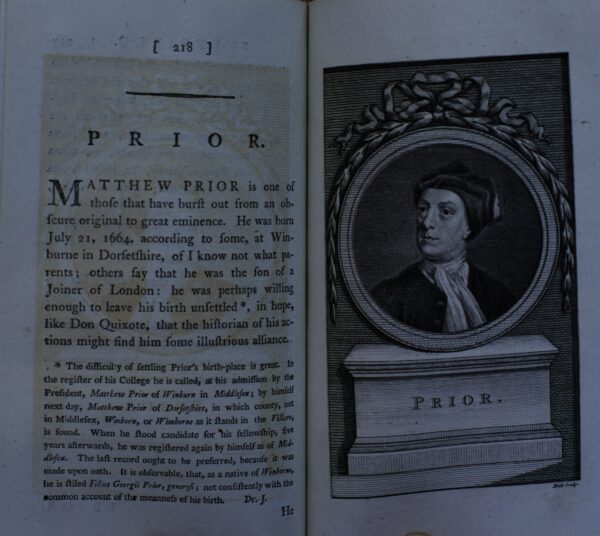 [ 218 ]
PRIOR.
MATTHEW PRIOR is one of
thoſe that have burſt out from an ob-
ſcure original to great eminence. He was born
July 21, 1664, according to ſome, at Win-
burne in Dorſetſhire, of I know not what pa-
rents; others ſay that he was the ſon of a
Joiner of London: he was perhaps willing
enough to leave his birth unſettled *, in hope,
like Don Quixote, that the hiſtorian of his ac-
tions might find him ſome illuſtrious alliance.
* The difficulty of ſettling Prior's birth-place is great. In
the regiſter of his College he is called, at his admiſſion by the
Preſident, Matthew Prior of Winburn in Middleſex; by himſelf
next day, Matthew Prior of Dorſetſhire, in which county, not
in Middleſex, Winborn, or Wimborne as it ſtands in the Villare,
is found. When he ſtood candidate for his fellowſhip, five
years afterwards, he was regiſtered again by himſelf as of Mid-
dleſex. The laſt record ought to be preferred, becauſe it was
made upon oath. It is obſervable, that, as a native of Winborne,
he is ſtiled Filius Georgii Prior, generoſi; not conſiſtently with the
common account of the meanneſs of his birth. Dr. J.
He
PRIOR.
Hall ſculp.